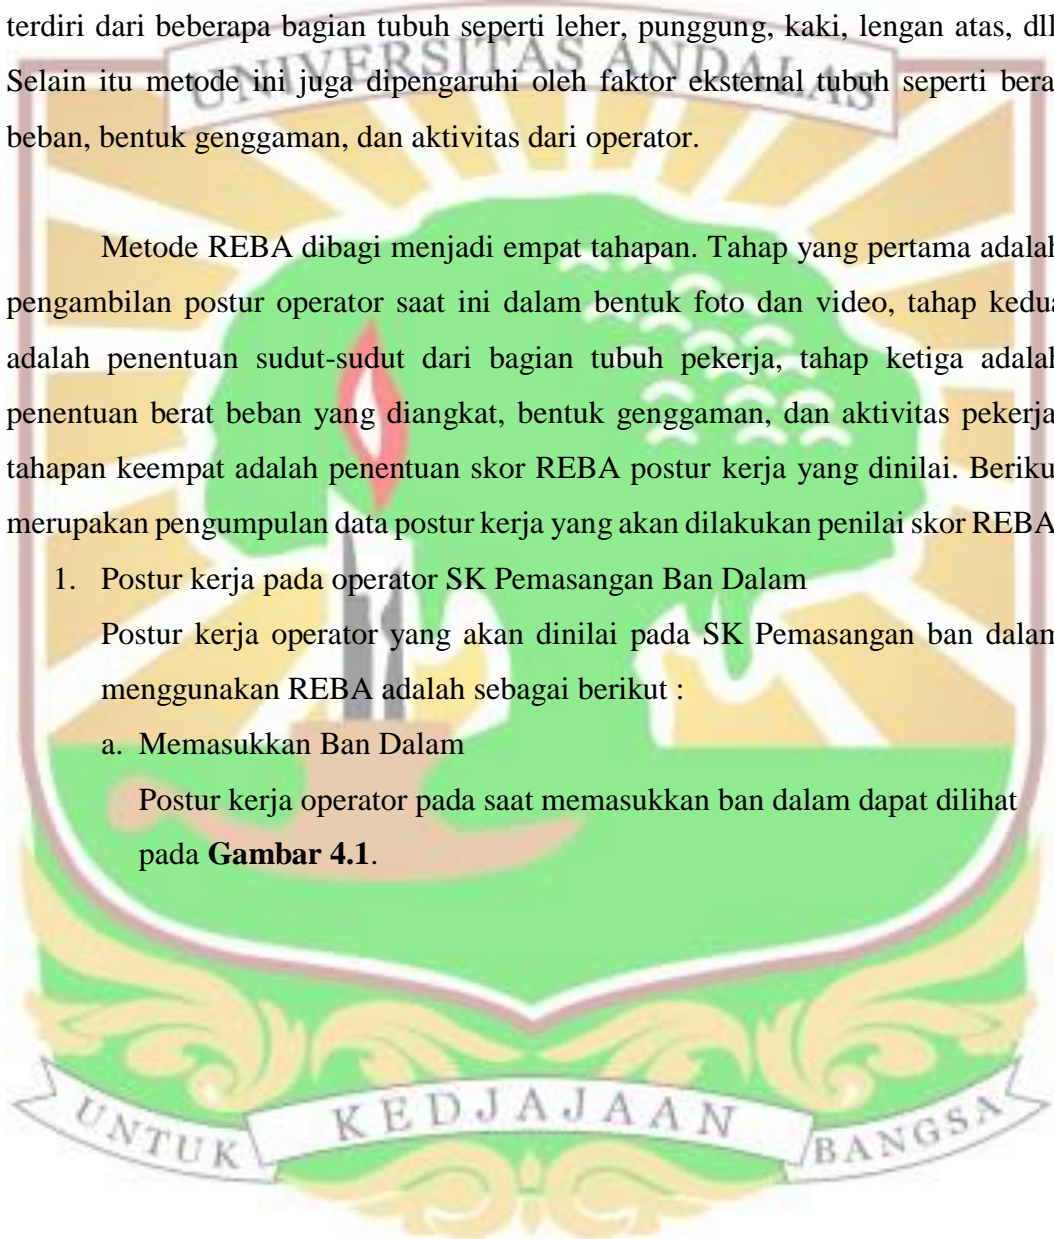 terdiri dari beberapa bagian tubuh seperti leher, punggung, kaki, lengan atas, dll
UNIVERSITAS ANDALAS
Selain itu metode ini juga dipengaruhi oleh faktor eksternal tubuh seperti bera
beban, bentuk genggaman, dan aktivitas dari operator.
Metode REBA dibagi menjadi empat tahapan. Tahap yang pertama adalah
pengambilan postur operator saat ini dalam bentuk foto dan video, tahap kedua
adalah penentuan sudut-sudut dari bagian tubuh pekerja, tahap ketiga adalah
penentuan berat beban yang diangkat, bentuk genggaman, dan aktivitas pekerja
tahapan keempat adalah penentuan skor REBA postur kerja yang dinilai. Beriku
merupakan pengumpulan data postur kerja yang akan dilakukan penilai skor REBA
1. Postur kerja pada operator SK Pemasangan Ban Dalam
Postur kerja operator yang akan dinilai pada SK Pemasangan ban dalam
menggunakan REBA adalah sebagai berikut :
a. Memasukkan Ban Dalam
Postur kerja operator pada saat memasukkan ban dalam dapat dilihat
pada Gambar 4.1.
UNTUK KEDJAJAAN BANGSA